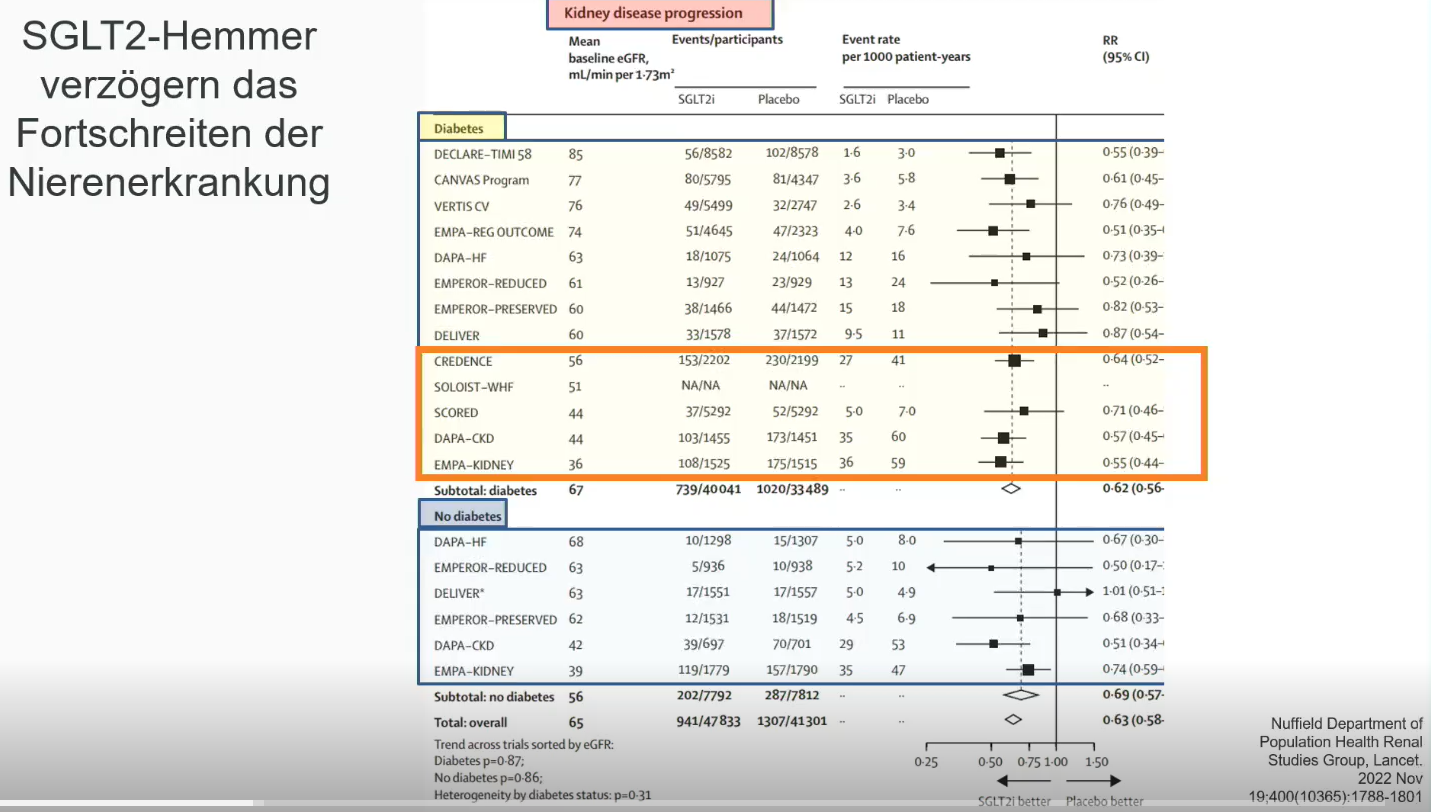 SGLT2-Hemmer
verzögern das
Fortschreiten der
Nierenerkrankung
Kidney disease progression
Mean baseline eGFR, mL/min per 1·73m² Events/participants Event rate per 1000 patient-years RR (95% CI)
SGLT2i Placebo SGLT2i Placebo
Diabetes
DECLARE–TIMI 58 85 56/8582 102/8578 1·6 3·0 0·55 (0·39–
CANVAS Program 77 80/5795 81/4347 3·6 5·8 0·61 (0·45–
VERTIS CV 76 49/5499 32/2747 2·6 3·4 0·76 (0·49–
EMPA-REG OUTCOME 74 51/4645 47/2323 4·0 7·6 0·51 (0·35–
DAPA–HF 63 18/1075 24/1064 12 16 0·73 (0·39–
EMPEROR–REDUCED 61 13/927 23/929 13 24 0·52 (0·26–
EMPEROR–PRESERVED 60 38/1466 44/1472 15 18 0·82 (0·53–
DELIVER 60 33/1578 37/1572 9·5 11 0·87 (0·54–
CREDENCE 56 153/2202 230/2199 27 41 0·64 (0·52–
SOLOIST–WHF 51 NA/NA NA/NA ·· ·· ··
SCORED 44 37/5292 52/5292 5·0 7·0 0·71 (0·46–
DAPA–CKD 44 103/1455 173/1451 35 60 0·57 (0·45–
EMPA–KIDNEY 36 108/1525 175/1515 36 59 0·55 (0·44–
Subtotal: diabetes 67 739/40 041 1020/33 489 ·· ·· 0·62 (0·56–
No diabetes
DAPA–HF 68 10/1298 15/1307 5·0 8·0 0·67 (0·30–
EMPEROR–REDUCED 63 5/936 10/938 5·2 10 0·50 (0·17–
DELIVER* 63 17/1551 17/1557 5·0 4·9 1·01 (0·51–
EMPEROR–PRESERVED 62 12/1531 18/1519 4·5 6·9 0·68 (0·33–
DAPA–CKD 42 39/697 70/701 29 53 0·51 (0·34–
EMPA–KIDNEY 39 119/1779 157/1790 35 47 0·74 (0·59–
Subtotal: no diabetes 56 202/7792 287/7812 ·· ·· 0·69 (0·57–
Total: overall 65 941/47 833 1307/41 301 ·· ·· 0·63 (0·58–
Trend across trials sorted by eGFR:
Diabetes p=0·87;
No diabetes p=0·86;
Heterogeneity by diabetes status: p=0·31
0·25 0·50 0·75 1·00 1·50
SGLT2i better Placebo better
Nuffield Department of
Population Health Renal
Studies Group, Lancet.
2022 Nov
19;400(10365):1788-1801